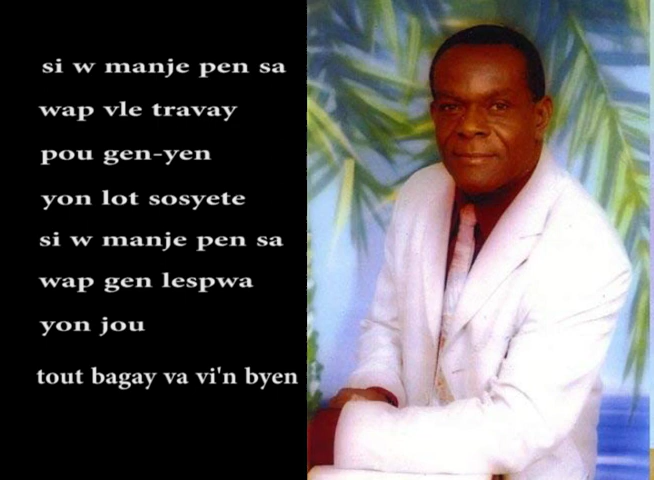 si w manje pen sa
wap vle travay
pou gen-yen
yon lot sosyete
si w manje pen sa
wap gen lespwa
yon jou
tout bagay va vi'n byen